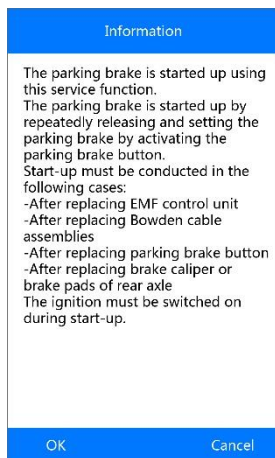 Information
The parking brake is started up using
this service function.
The parking brake is started up by
repeatedly releasing and setting the
parking brake by activating the
parking brake button.
Start-up must be conducted in the
following cases:
-After replacing EMF control unit
-After replacing Bowden cable
assemblies
-After replacing parking brake button
-After replacing brake caliper or
brake pads of rear axle
The ignition must be switched on
during start-up.
OK
Cancel